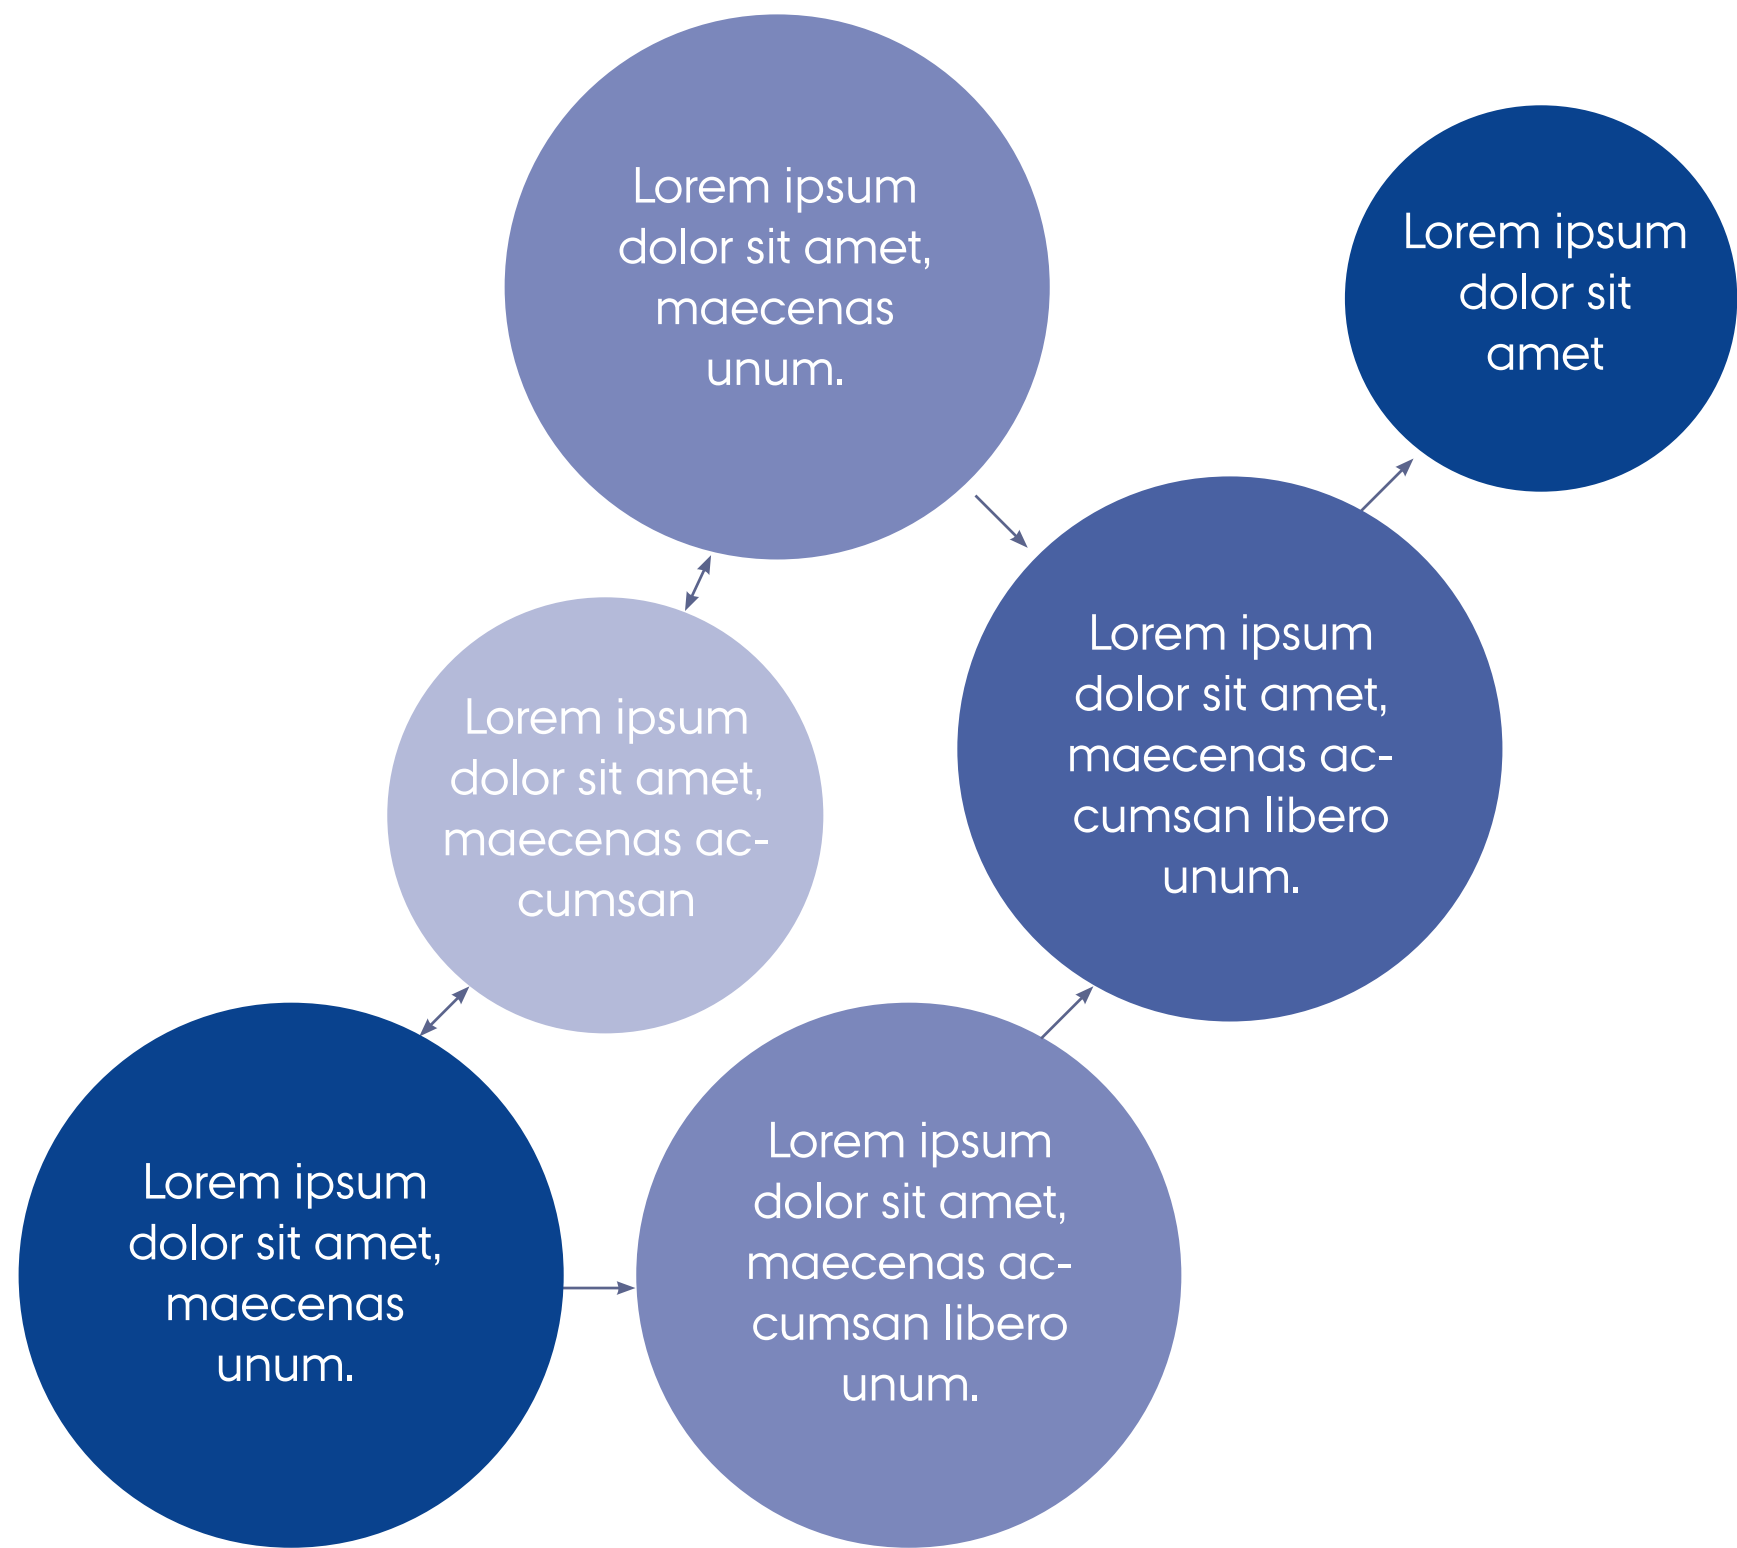 Lorem ipsum
dolor sit amet,
maecenas
unum.
Lorem ipsum
dolor sit
amet
Lorem ipsum
dolor sit amet,
maecenas ac-
cumsan libero
unum.
Lorem ipsum
dolor sit amet,
maecenas ac-
cumsan
Lorem ipsum
dolor sit amet,
maecenas
unum.
Lorem ipsum
dolor sit amet,
maecenas ac-
cumsan libero
unum.